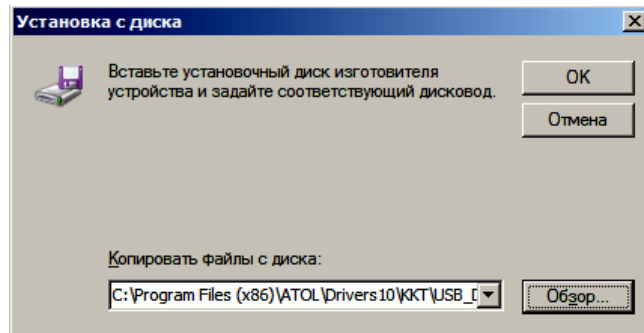 Установка с диска
Вставьте установочный диск изготовителя
устройства и задайте соответствующий дисковод.
OK
Отмена
Копировать файлы с диска:
C:\Program Files (x86)\ATOL\Drivers10\KKT\USB_D
Обзор...